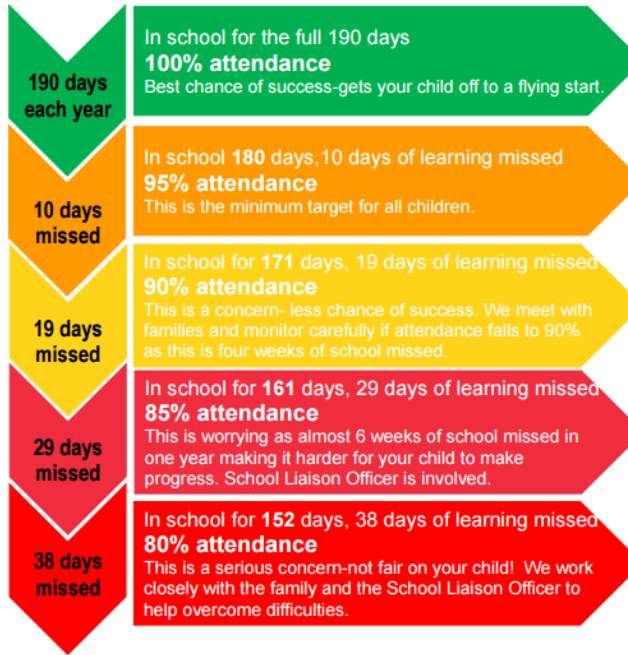 190 days
each year
In school for the full 190 days
100% attendance
Best chance of success-gets your child off to a flying start.
10 days
missed
In school 180 days,10 days of learning missed
95% attendance
This is the minimum target for all children.
19 days
missed
In school for 171 days, 19 days of learning missed
90% attendance
This is a concern- less chance of success. We meet with
families and monitor carefully if attendance falls to 90%
as this is four weeks of school missed.
29 days
missed
In school for 161 days, 29 days of learning missed
85% attendance
This is worrying as almost 6 weeks of school missed in
one year making it harder for your child to make
progress. School Liaison Officer is involved.
38 days
missed
In school for 152 days, 38 days of learning missed
80% attendance
This is a serious concern-not fair on your child!  We work
closely with the family and the School Liaison Officer to
help overcome difficulties.